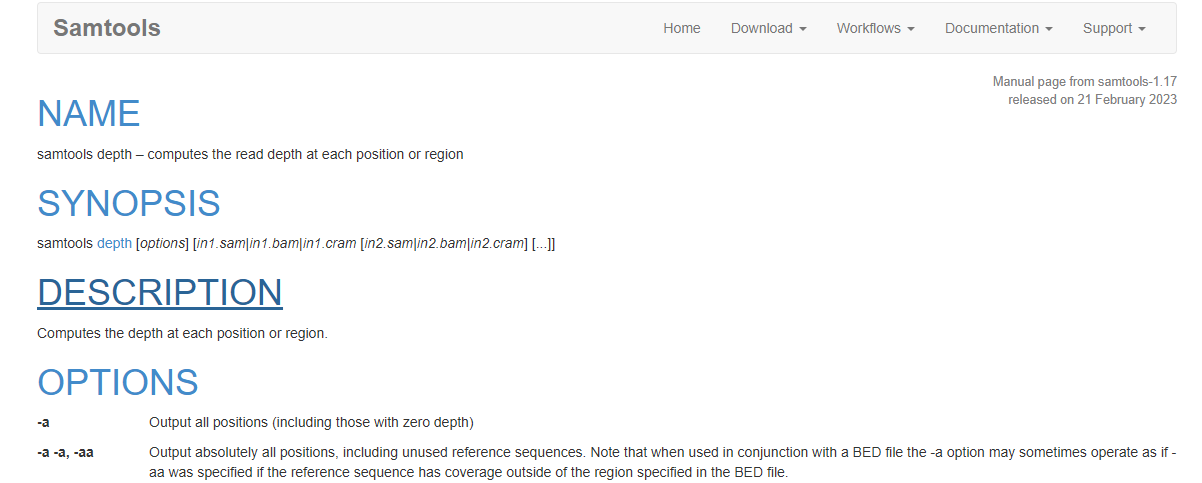 Samtools
Home Download Workflows Documentation Support
Manual page from samtools-1.17
released on 21 February 2023
NAME
samtools depth – computes the read depth at each position or region
SYNOPSIS
samtools depth [options] [in1.sam|in1.bam|in1.cram [in2.sam|in2.bam|in2.cram] [...]]
DESCRIPTION
Computes the depth at each position or region.
OPTIONS
-a Output all positions (including those with zero depth)
-a -a, -aa Output absolutely all positions, including unused reference sequences. Note that when used in conjunction with a BED file the -a option may sometimes operate as if -
aa was specified if the reference sequence has coverage outside of the region specified in the BED file.